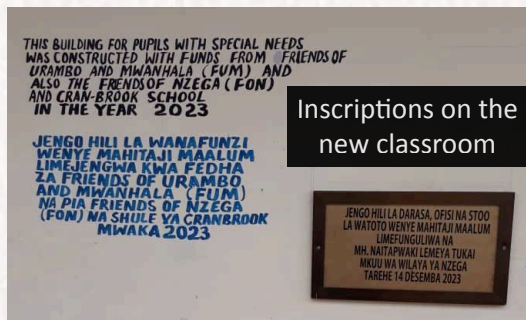 THIS BUILDING FOR PUPILS WITH SPECIAL NEEDS
WAS CONSTRUCTED WITH FUNDS FROM FRIENDS OF
URAMBO AND MWANHALA (FUM) AND
ALSO THE FRENDS OF NZEGA (FON)
AND CRAN-BROOK SCHOOL
IN THE YEAR 2023
JENGO HILI LA WANAFUNZI
WENYE MAHITAJI MAALUM
LIMEJENGWA KWA FEDHA
ZA FRIENDS OF URAMBO
AND MWANHALA (FUM)
NA PIA FRIENDS OF NZEGA
(FON) NA SHULE YA CRANBROOK
MWAKA 2023
Inscriptions on the
new classroom
JENGO HILI LA DARASA, OFISI NA STOO
LA WATOTO WENYE MAHITAJI MAALUM
LIMEFUNGULIWA NA
MH. NAITAPWAKI LEMEYA TUKAI
MKUU WA WILAYA YA NZEGA
TAREHE 14 DESEMBA 2023